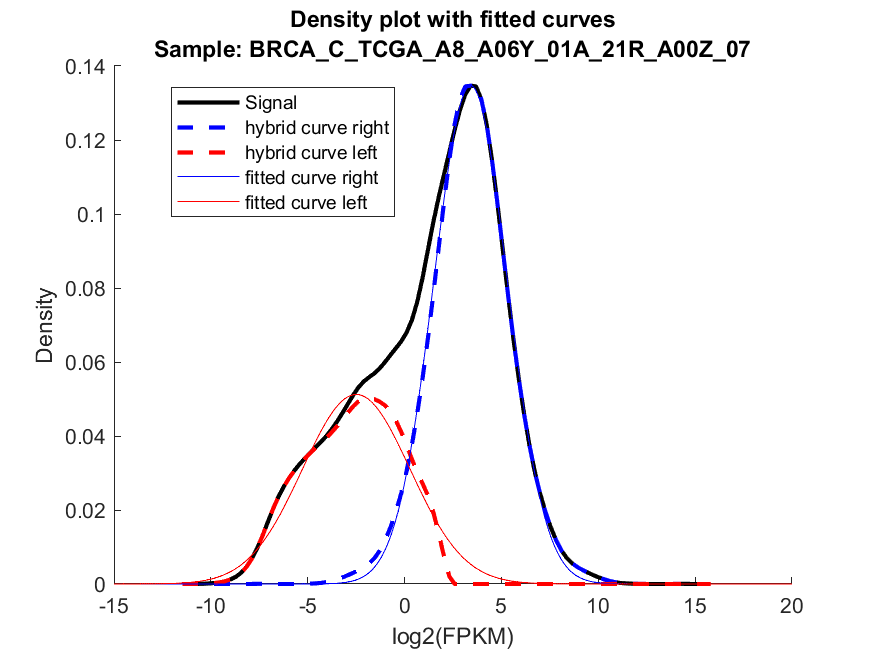 Density plot with fitted curves
Sample: BRCA_C_TCGA_A8_A06Y_01A_21R_A00Z_07
Signal
hybrid curve right
hybrid curve left
fitted curve right
fitted curve left
Density
0.14
0.12
0.1
0.08
0.06
0.04
0.02
0
-15 -10 -5 0 5 10 15 20
log2(FPKM)